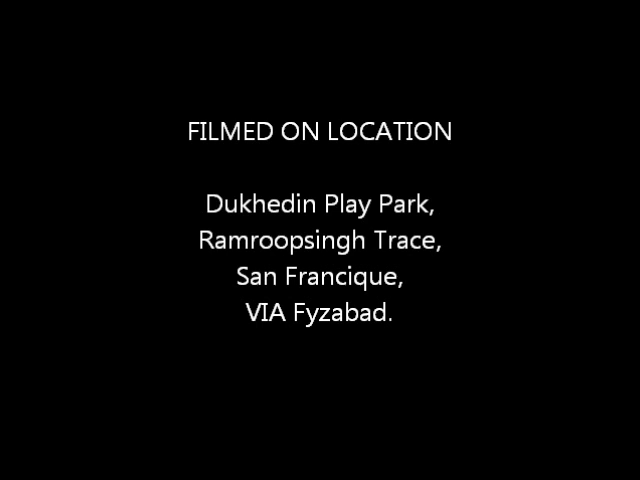 FILMED ON LOCATION
Dukhedin Play Park,
Ramroopsingh Trace,
San Francique,
VIA Fyzabad.